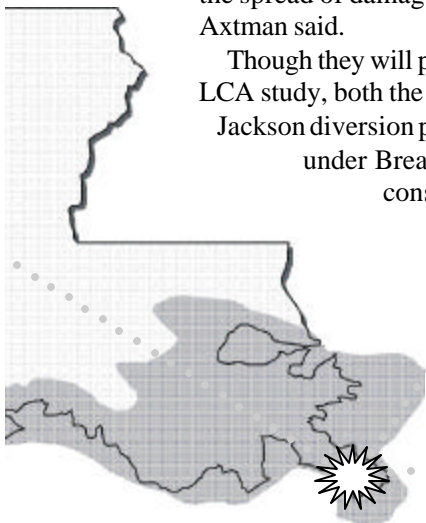 the spread of damag
Axtman said.
Though they will p
LCA study, both the
Jackson diversion p
under Brea
cons